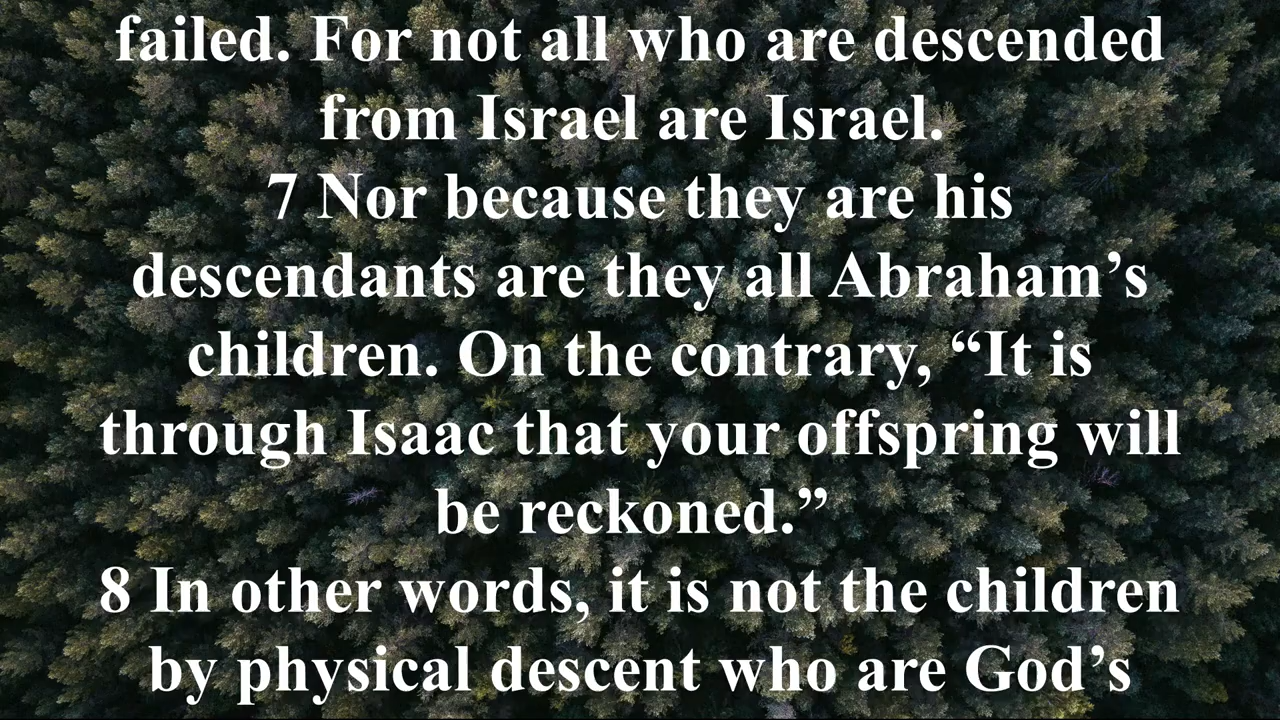 failed. For not all who are descended
from Israel are Israel.
7 Nor because they are his
descendants are they all Abraham’s
children. On the contrary, “It is
through Isaac that your offspring will
be reckoned.”
8 In other words, it is not the children
by physical descent who are God’s